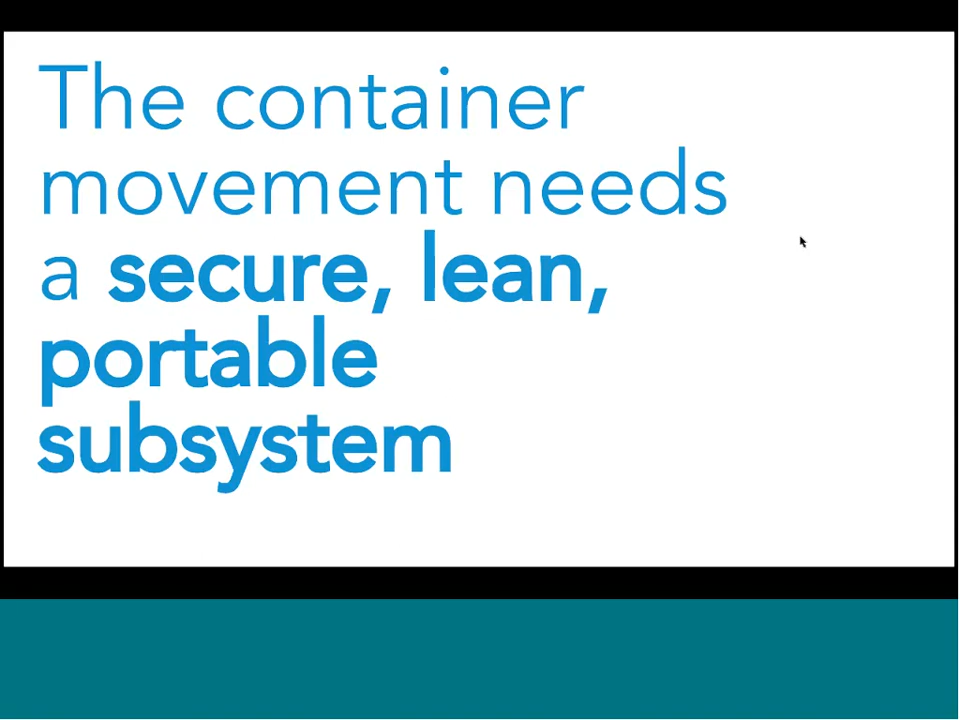 The container
movement needs
a secure, lean,
portable
subsystem